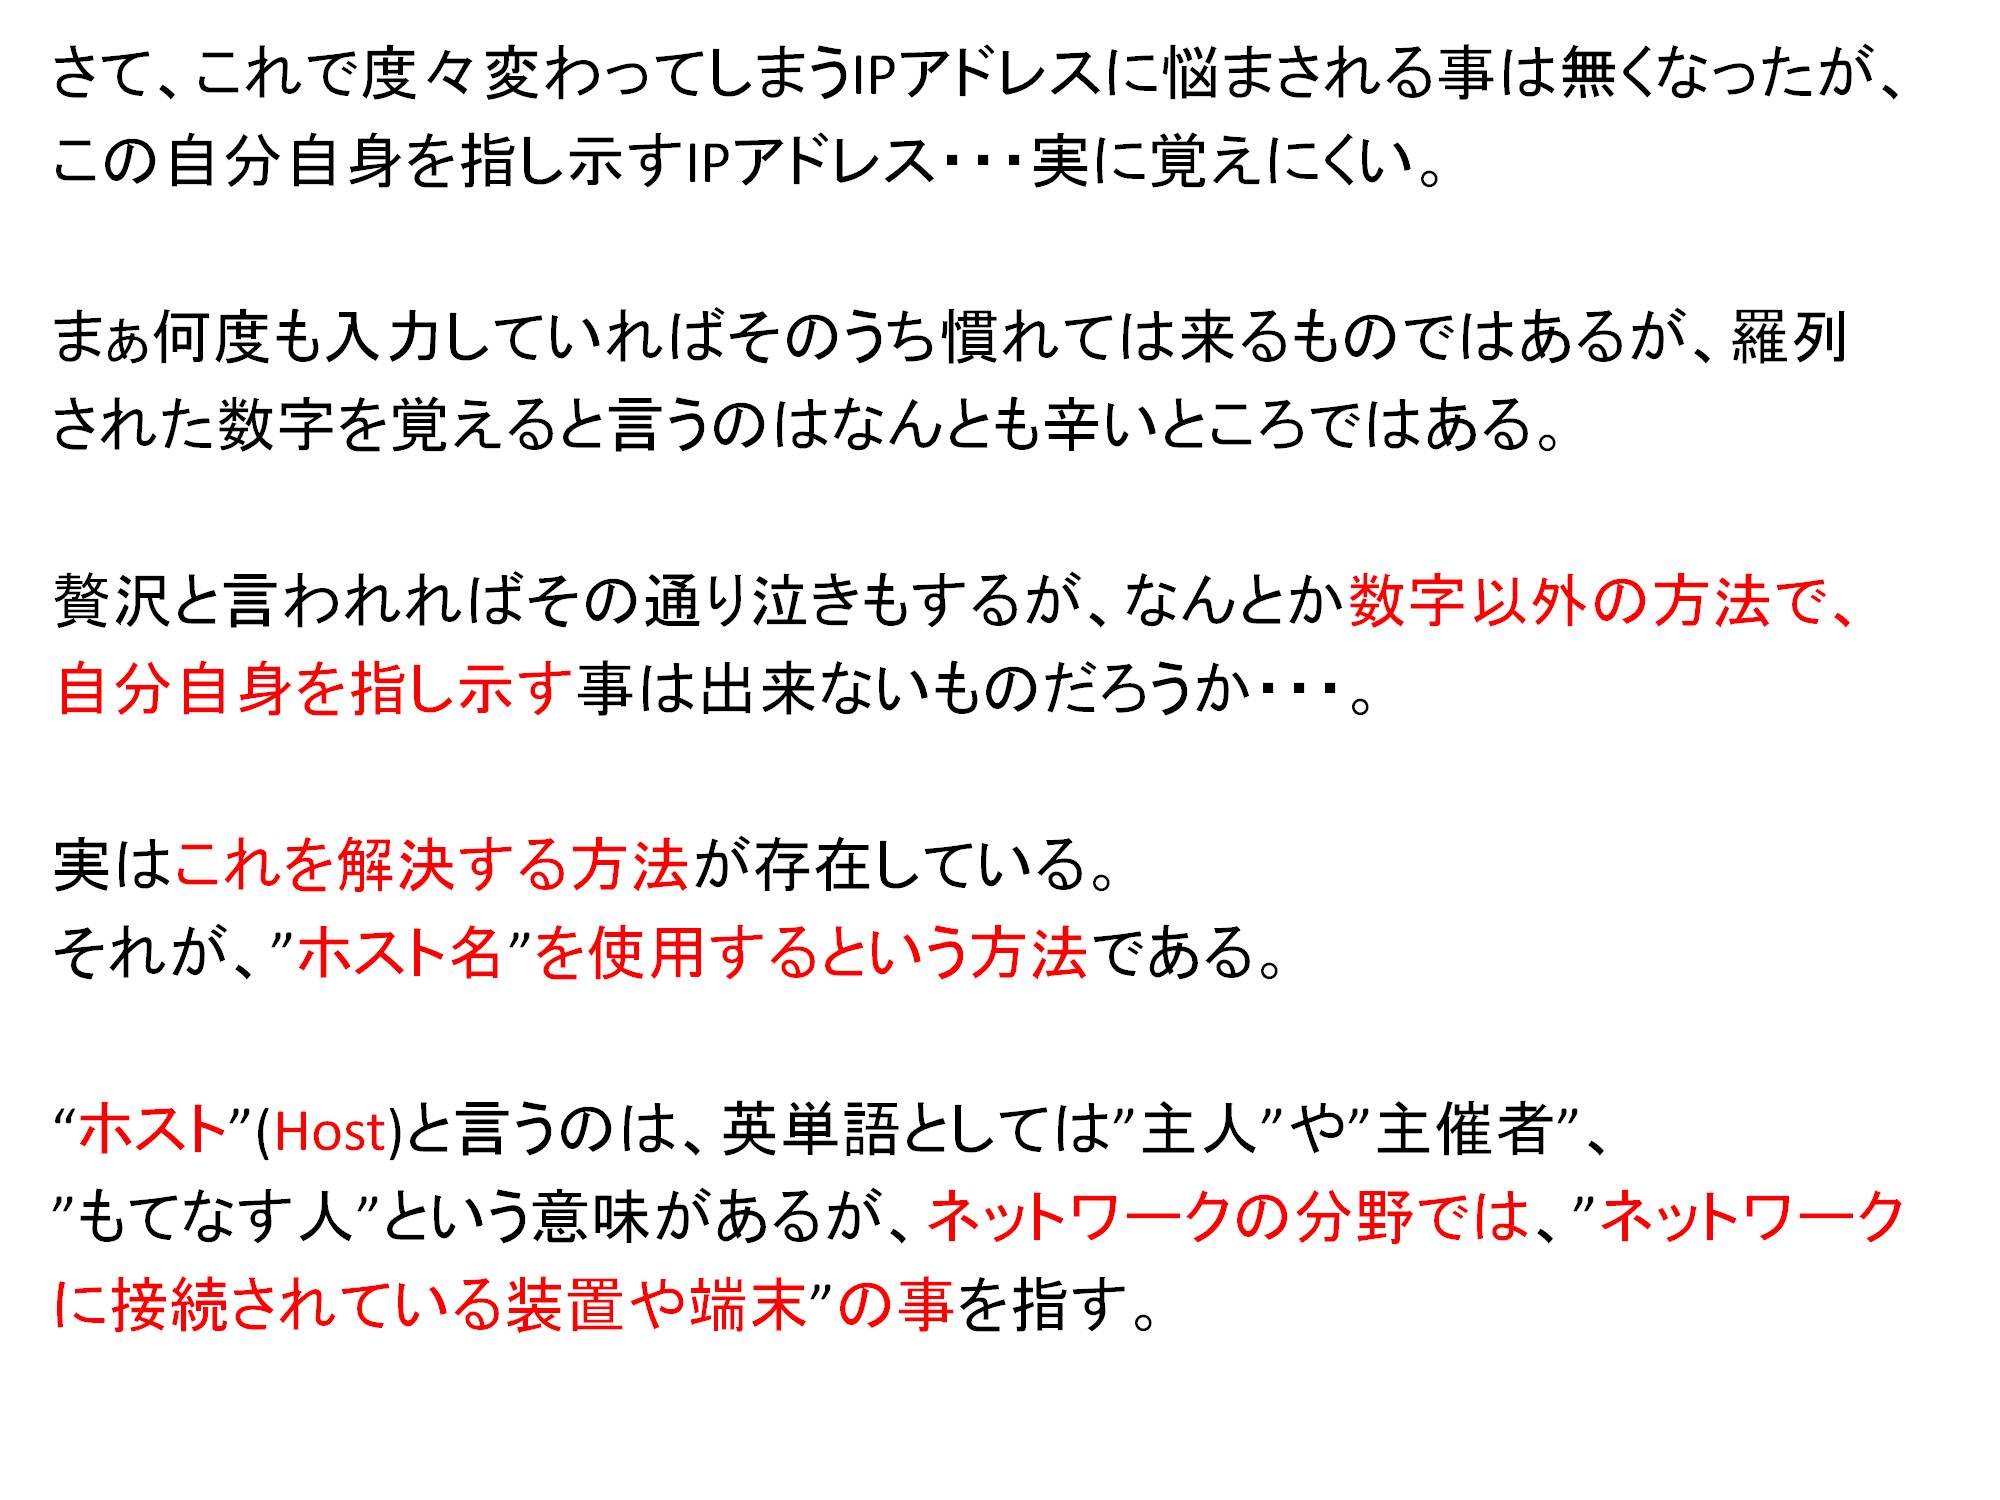 さて、これで度々変わってしまうIPアドレスに悩まされる事は無くなったが、
この自分自身を指し示すIPアドレス・・・実に覚えにくい。
まぁ何度も入力していればそのうち慣れては来るものではあるが、羅列
された数字を覚えると言うのはなんとも辛いところではある。
贅沢と言われればその通り泣きもするが、なんとか数字以外の方法で、
自分自身を指し示す事は出来ないものだろうか・・・。
実はこれを解決する方法が存在している。
それが、”ホスト名”を使用するという方法である。
“ホスト”(Host)と言うのは、英単語としては”主人”や”主催者”、
”もてなす人”という意味があるが、ネットワークの分野では、”ネットワーク
に接続されている装置や端末”の事を指す。